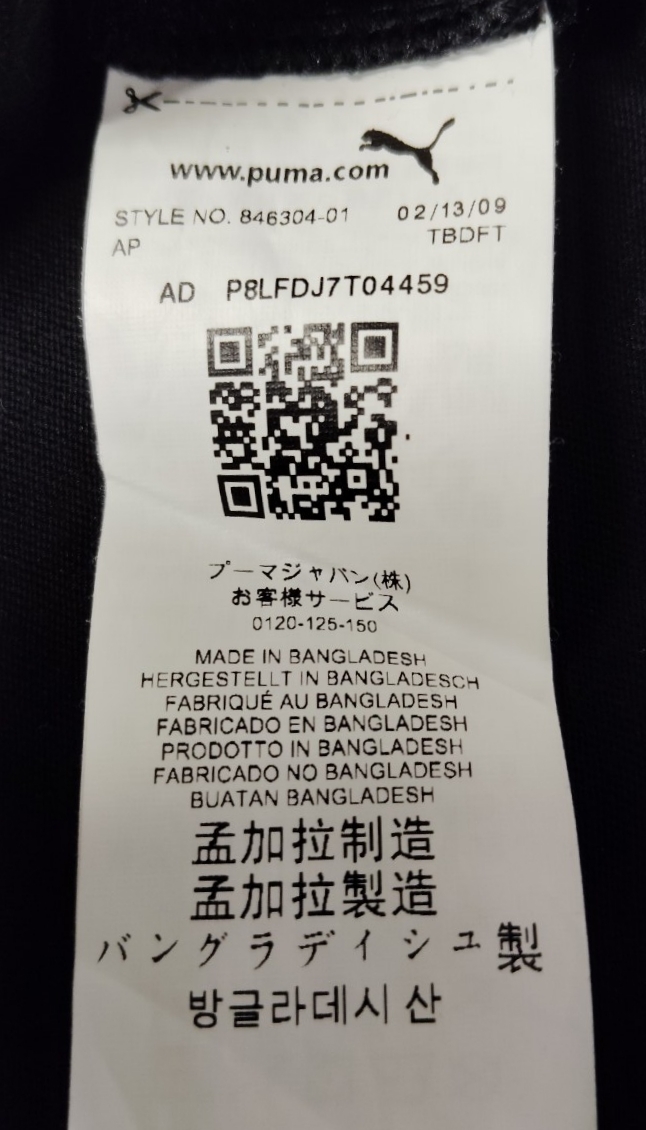 www.puma.com
STYLE NO. 846304-01 02/13/09
AP TBDFT
AD P8LFDJ7T04459
プーマジャパン(株)
お客様サービス
0120-125-150
MADE IN BANGLADESH
HERGESTELLT IN BANGLADESCH
FABRIQUÉ AU BANGLADESH
FABRICADO EN BANGLADESH
PRODOTTO IN BANGLADESH
FABRICADO NO BANGLADESH
BUATAN BANGLADESH
孟加拉制造
孟加拉製造
バングラディシュ製
방글라데시 산